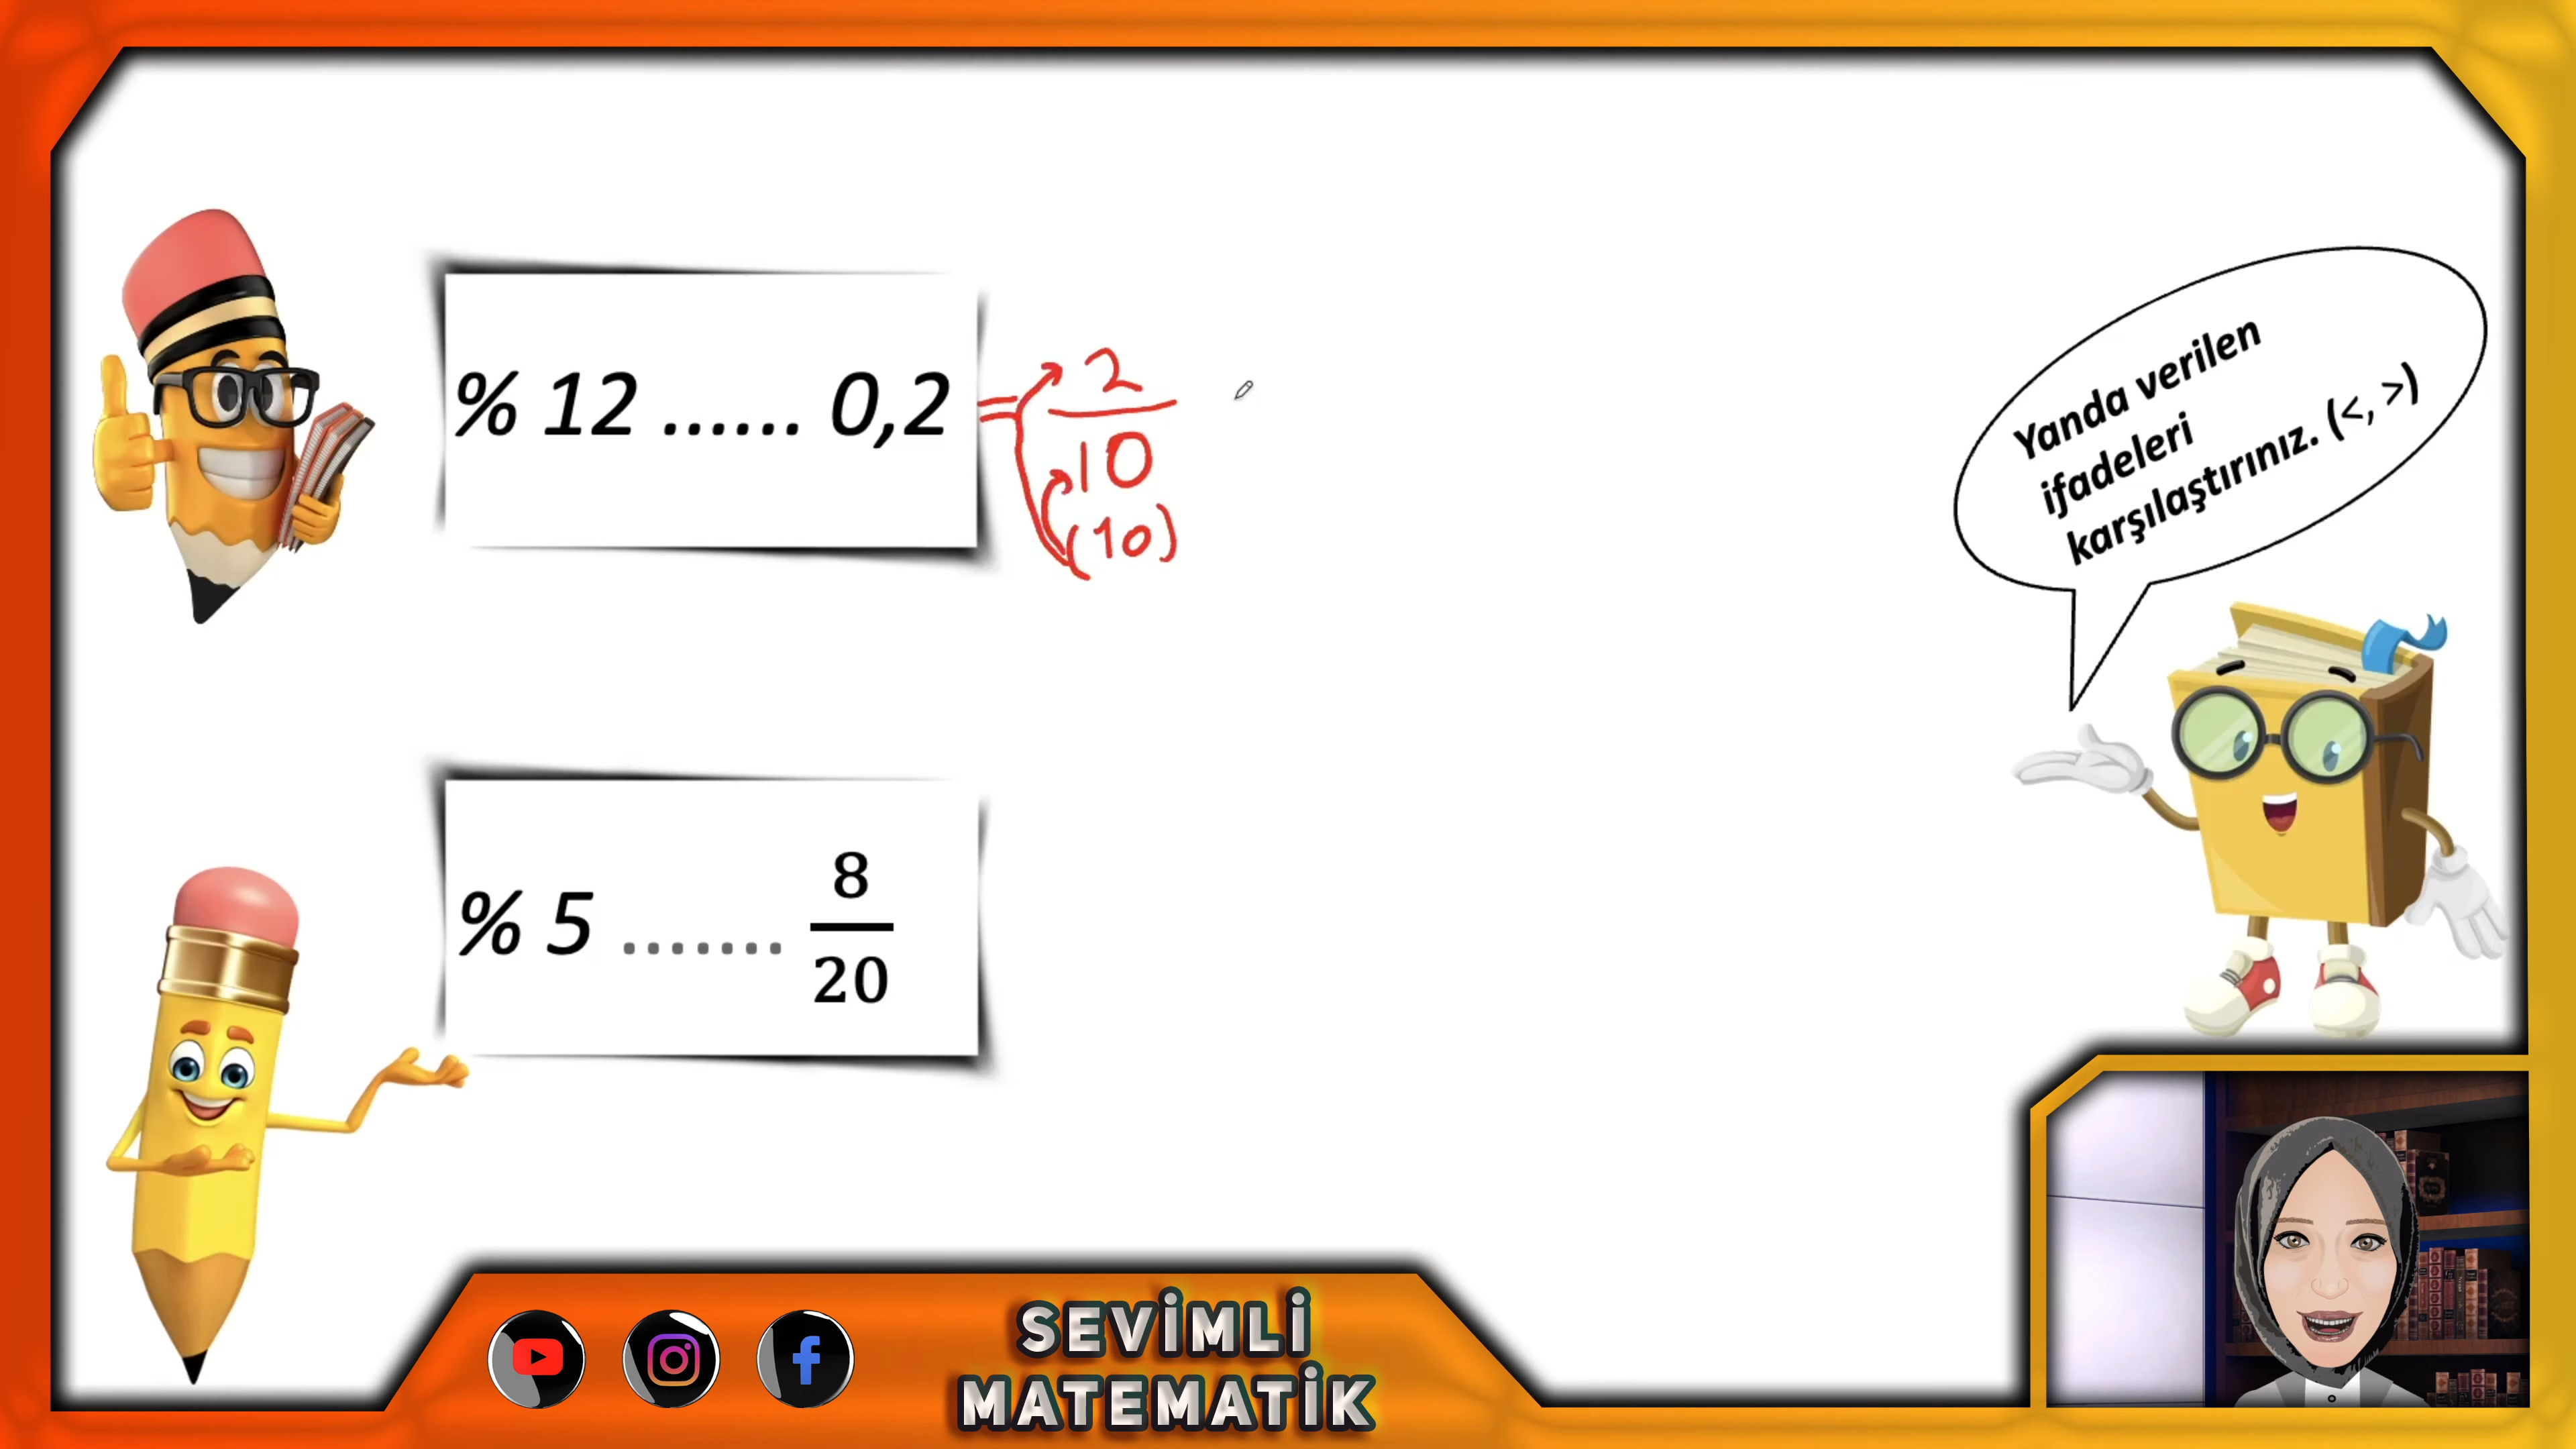 % 12 ...... 0,2 = 2/10
(10)
Yanda verilen
ifadeleri
karşılaştırınız. (<, >)
% 5 ....... 8/20
SEVİMLİ
MATEMATİK